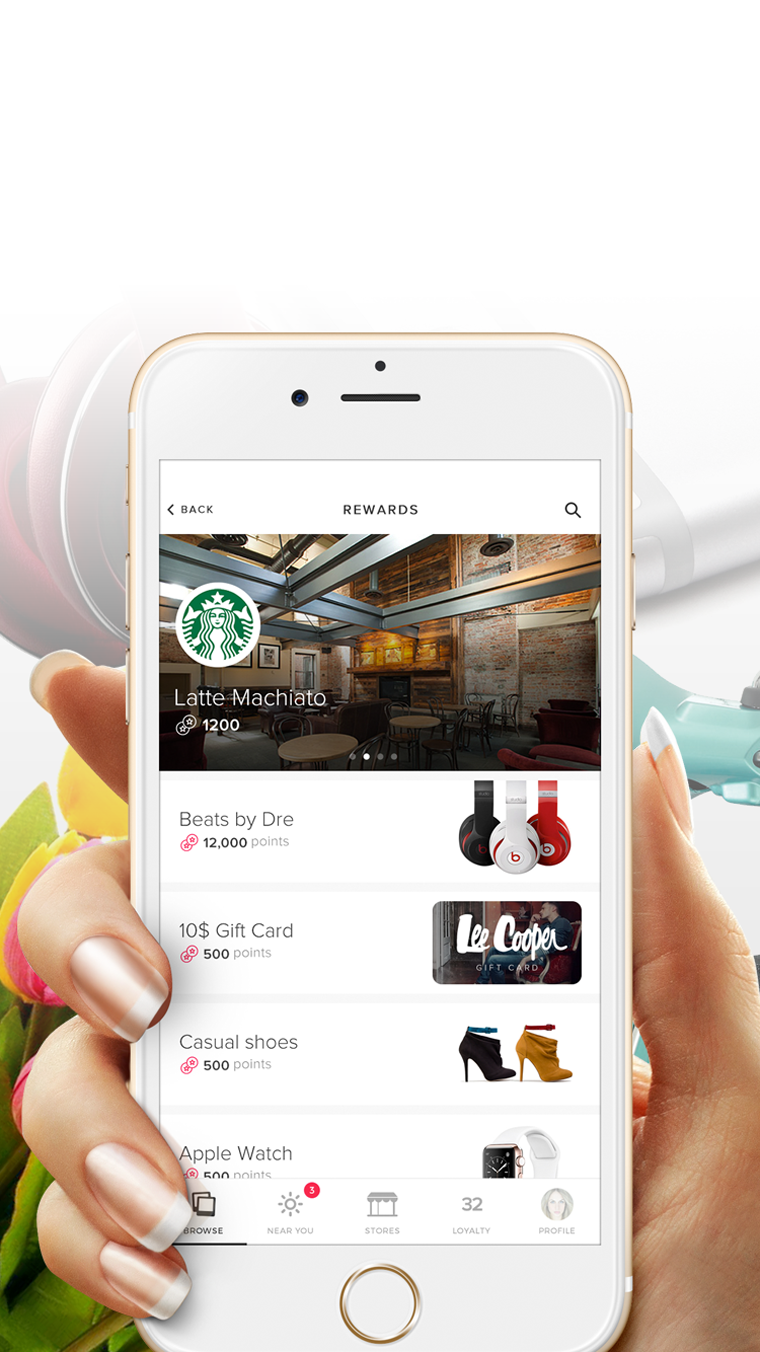 BACK
REWARDS
Latte Machiato
1200
Beats by Dre
12,000 points
10$ Gift Card
500 points
Lee Cooper
GIFT CARD
Casual shoes
500 points
Apple Watch
500 points
3
32
BROWSE
NEAR YOU
STORES
LOYALTY
PROFILE